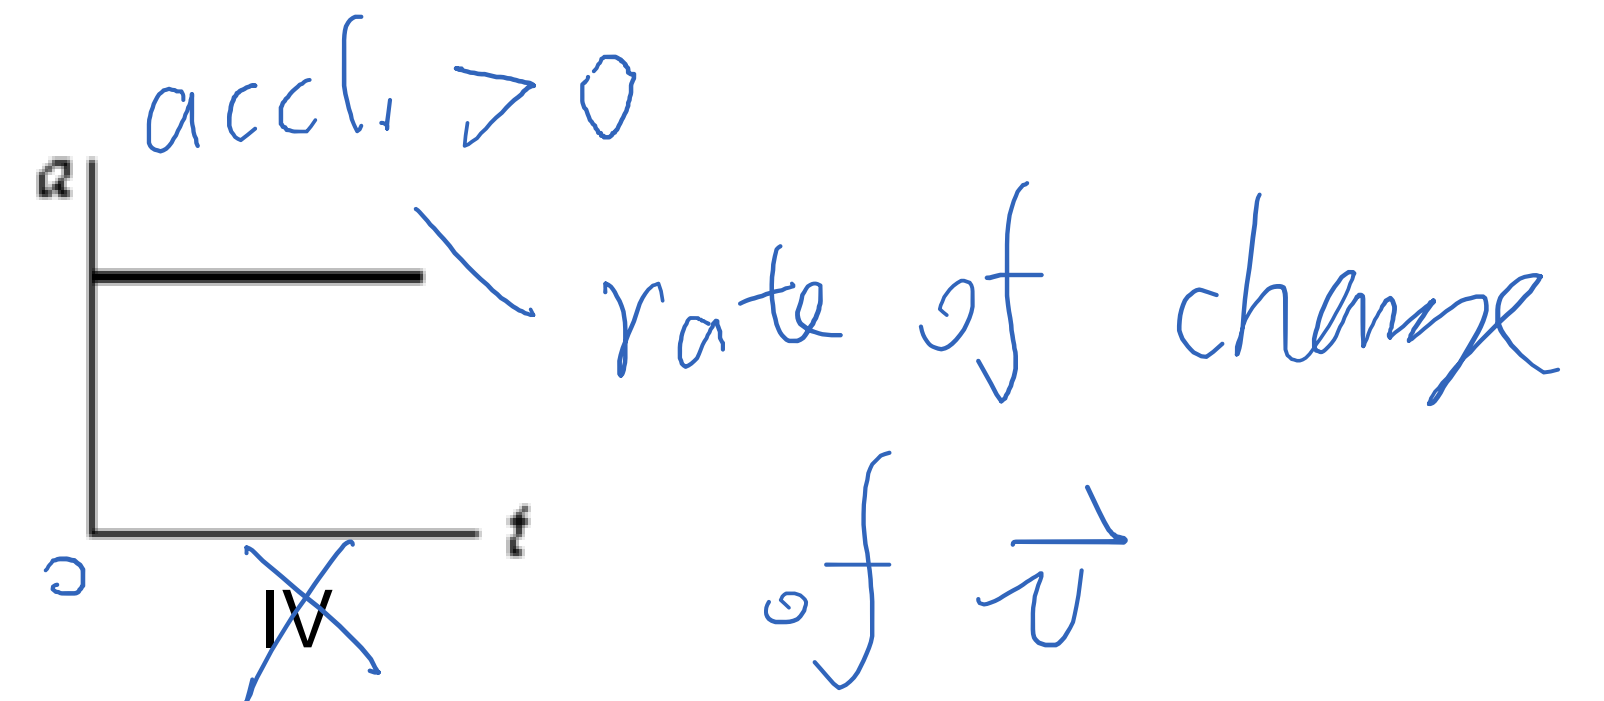 accl. > 0
a
rate of change
t
of v⃗
0
IV